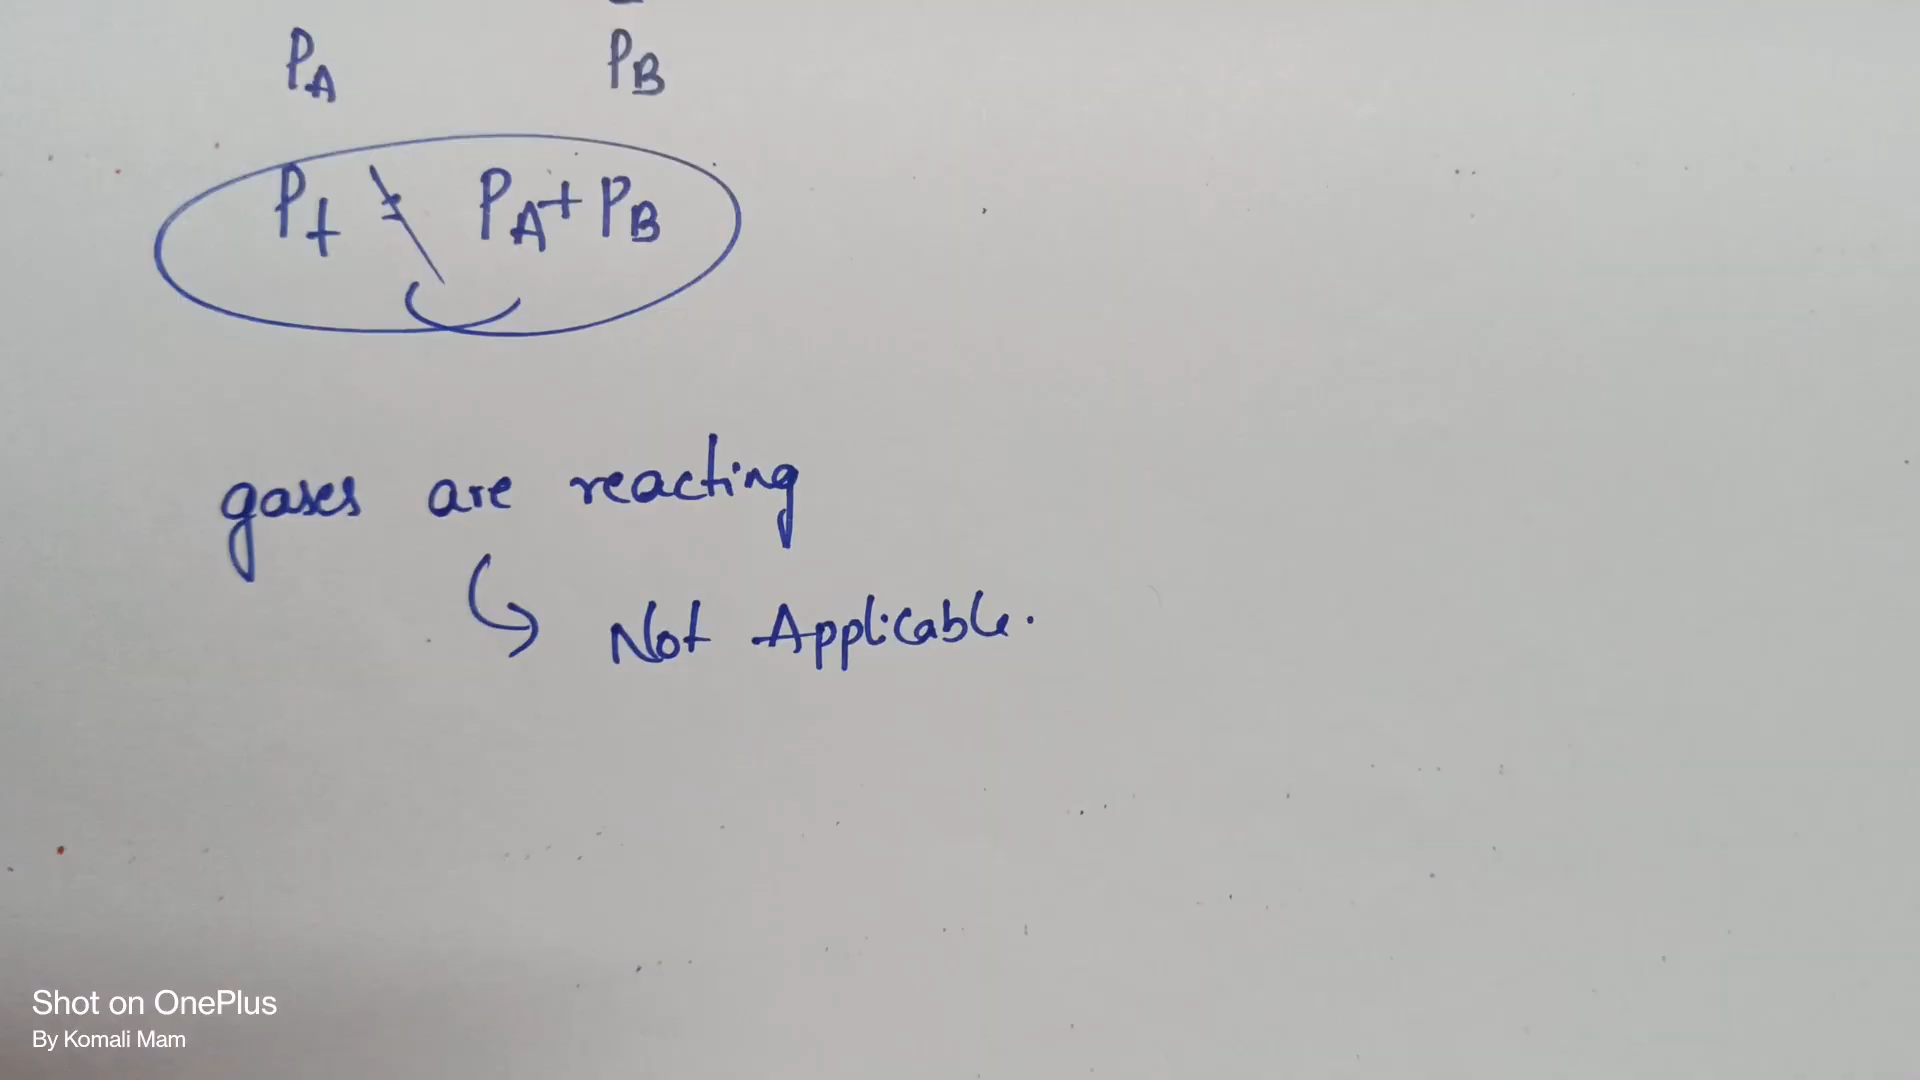 PA PB
Pt ≠ PA + PB
gases are reacting
Not Applicable.
Shot on OnePlus
By Komali Mam